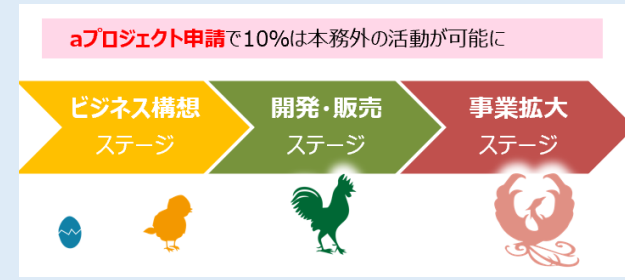 aプロジェクト申請で10%は本務外の活動が可能に
ビジネス構想
ステージ
開発・販売
ステージ
事業拡大
ステージ